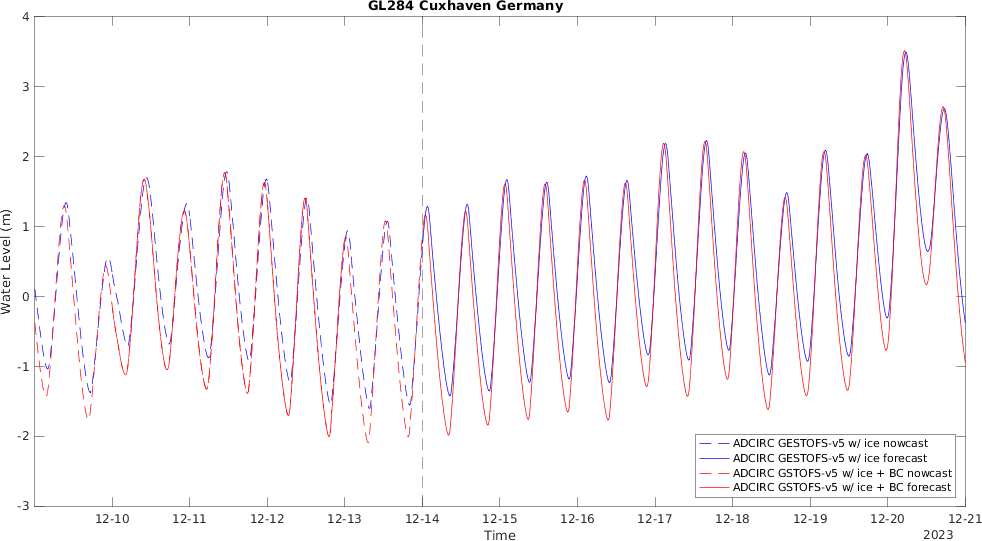 GL284 Cuxhaven Germany
4
3
2
1
0
-1
-2
-3
Water Level (m)
ADCIRC GESTOFS-v5 w/ ice nowcast
ADCIRC GESTOFS-v5 w/ ice forecast
ADCIRC GSTOFS-v5 w/ ice + BC nowcast
ADCIRC GSTOFS-v5 w/ ice + BC forecast
12-10 12-11 12-12 12-13 12-14 12-15 12-16 12-17 12-18 12-19 12-20 12-21
Time 2023